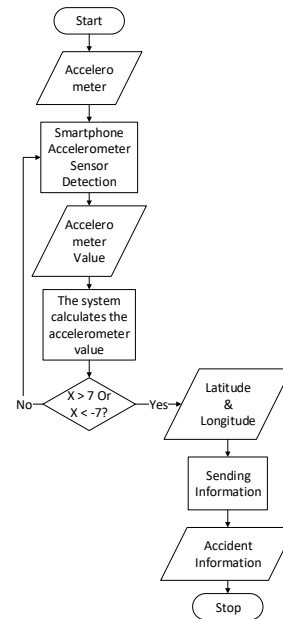 Start
Accelero
meter
Smartphone
Accelerometer
Sensor
Detection
Accelero
meter
Value
The system
calculates the
accelerometer
value
X > 7 Or
X < -7?
No
Yes
Latitude
&
Longitude
Sending
Information
Accident
Information
Stop